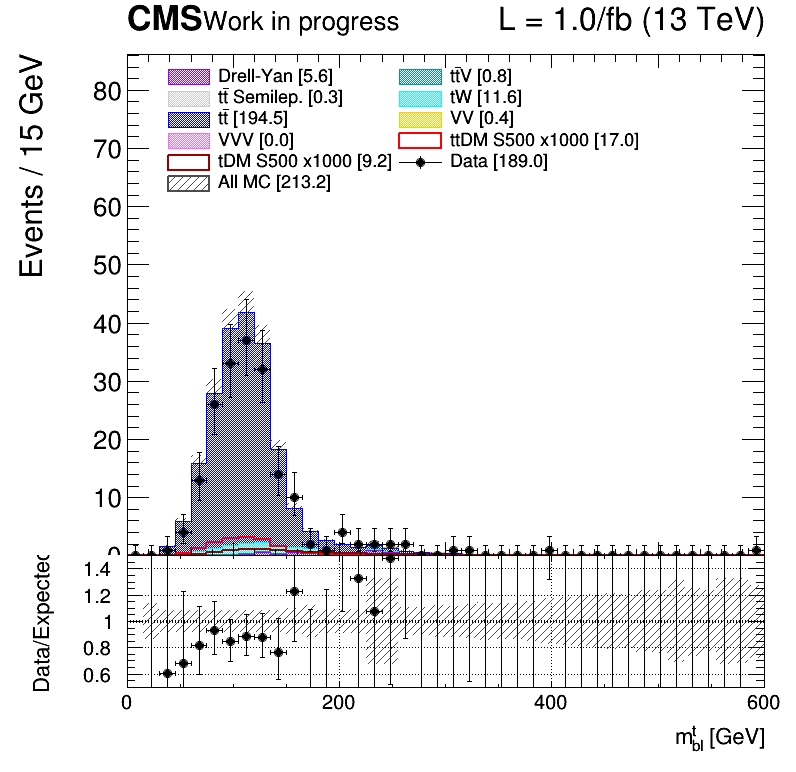 CMS Work in progress L = 1.0/fb (13 TeV)
Drell-Yan [5.6] tt̄V [0.8]
tt̄ Semilep. [0.3] tW [11.6]
tt̄ [194.5] VV [0.4]
VVV [0.0] ttDM S500 x1000 [17.0]
tDM S500 x1000 [9.2] Data [189.0]
All MC [213.2]
Events / 15 GeV
80
70
60
50
40
30
20
10
0
Data/Expected
1.4
1.2
1
0.8
0.6
0 200 400 600
m^t_bl [GeV]